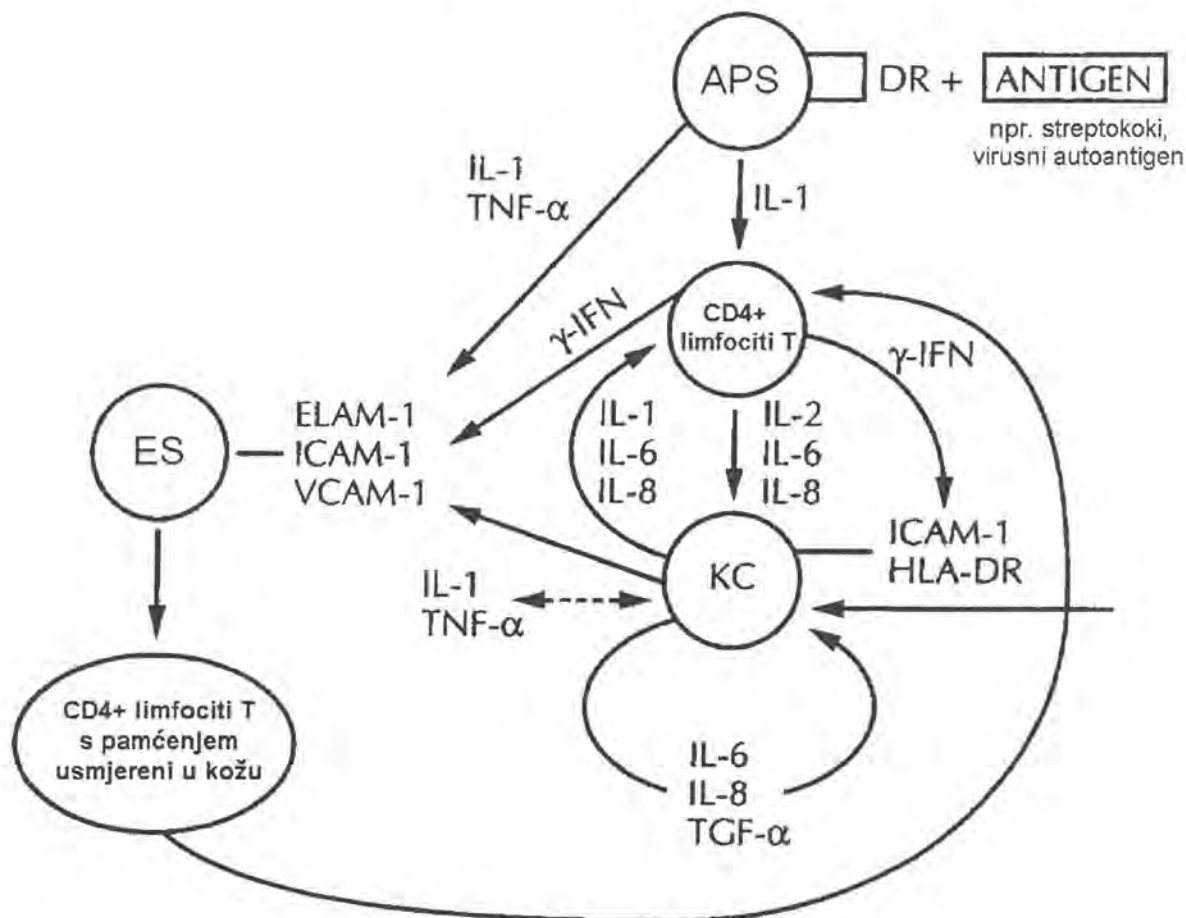 APS
DR + ANTIGEN
npr. streptokoki,
virusni autoantigen
IL-1
TNF-α
IL-1
CD4+
limfociti T
γ-IFN
γ-IFN
ES
ELAM-1
ICAM-1
VCAM-1
IL-1
IL-6
IL-8
IL-2
IL-6
IL-8
KC
ICAM-1
HLA-DR
IL-1
TNF-α
CD4+ limfociti T
s pamćenjem
usmjereni u kožu
IL-6
IL-8
TGF-α